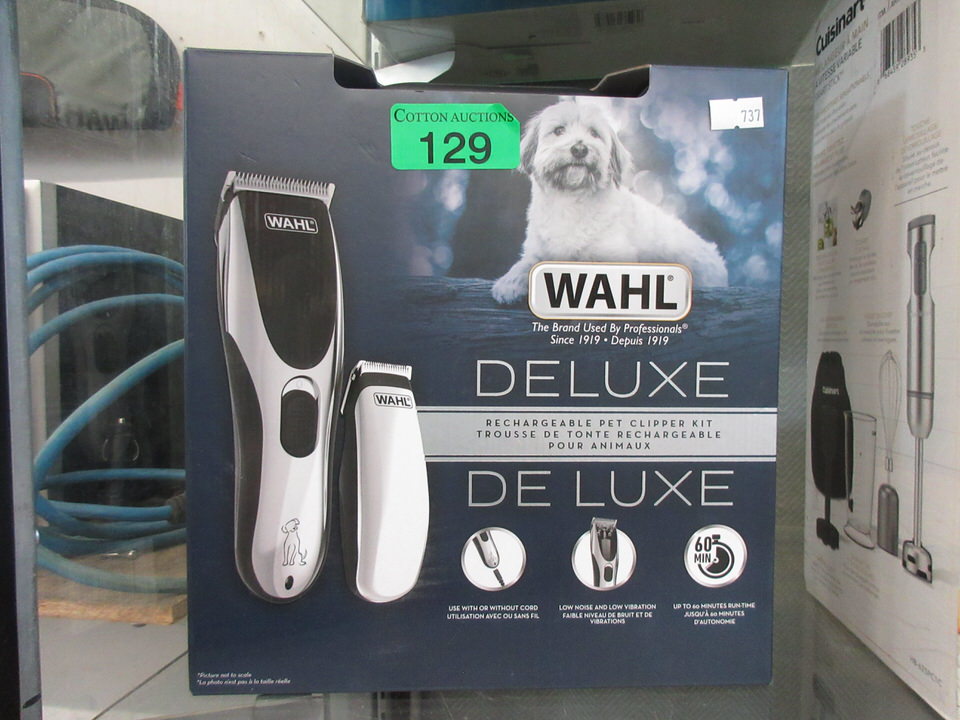 COTTON AUCTIONS
129
737
WAHL®
WAHL®
WAHL®
The Brand Used By Professionals®
Since 1919 • Depuis 1919
DELUXE
RECHARGEABLE PET CLIPPER KIT
TROUSSE DE TONTE RECHARGEABLE
POUR ANIMAUX
DE LUXE
60
MIN
USE WITH OR WITHOUT CORD
UTILISATION AVEC OU SANS FIL
LOW NOISE AND LOW VIBRATION
FAIBLE NIVEAU DE BRUIT ET DE
VIBRATIONS
UP TO 60 MINUTES RUN-TIME
JUSQU'À 60 MINUTES
D'AUTONOMIE
*Picture not to scale
*La photo n'est pas à la taille réelle
Cuisinart